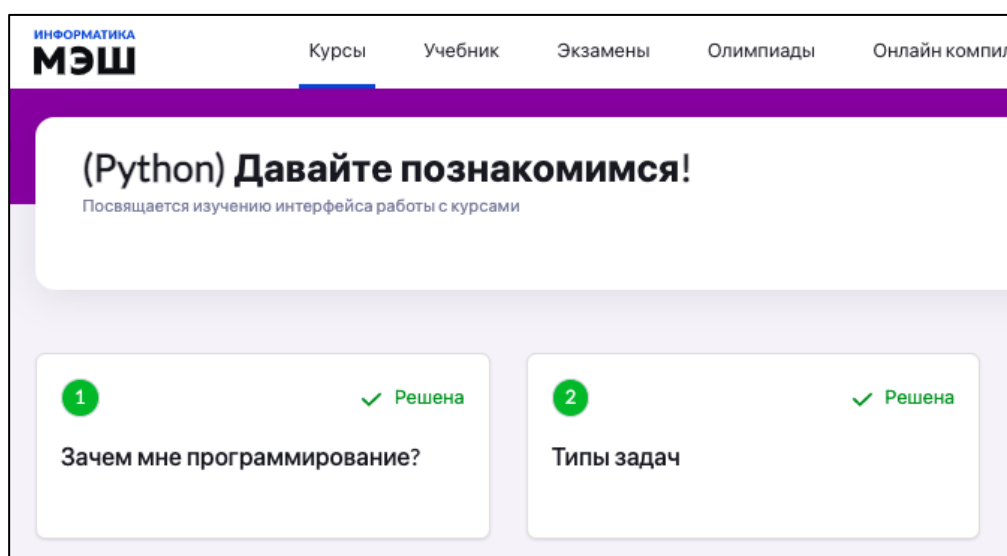 ИНФОРМАТИКА
МЭШ
Курсы Учебник Экзамены Олимпиады Онлайн
(Python) Давайте познакомимся!
Посвящается изучению интерфейса работы с курсами
1 Решена
Зачем мне программирование?
2 Решена
Типы задач